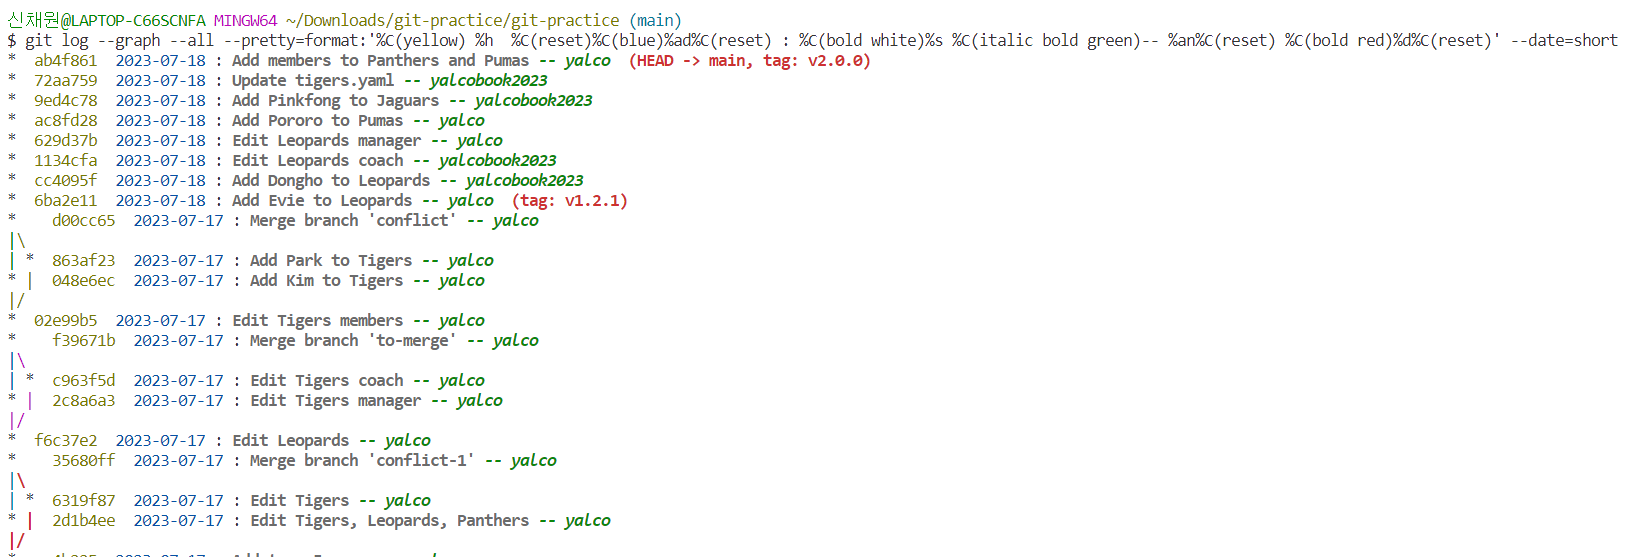 신채원@LAPTOP-C66SCNFA MINGW64 ~/Downloads/git-practice/git-practice (main)
$ git log --graph --all --pretty=format:'%C(yellow) %h  %C(reset)%C(blue)%ad%C(reset) : %C(bold white)%s %C(italic bold green)-- %an%C(reset) %C(bold red)%d%C(reset)' --date=short
*  ab4f861  2023-07-18 : Add members to Panthers and Pumas -- yalco  (HEAD -> main, tag: v2.0.0)
*  72aa759  2023-07-18 : Update tigers.yaml -- yalcobook2023
*  9ed4c78  2023-07-18 : Add Pinkfong to Jaguars -- yalcobook2023
*  ac8fd28  2023-07-18 : Add Pororo to Pumas -- yalco
*  629d37b  2023-07-18 : Edit Leopards manager -- yalco
*  1134cfa  2023-07-18 : Edit Leopards coach -- yalcobook2023
*  cc4095f  2023-07-18 : Add Dongho to Leopards -- yalcobook2023
*  6ba2e11  2023-07-18 : Add Evie to Leopards -- yalco  (tag: v1.2.1)
*    d00cc65  2023-07-17 : Merge branch 'conflict' -- yalco
|\
| *  863af23  2023-07-17 : Add Park to Tigers -- yalco
* |  048e6ec  2023-07-17 : Add Kim to Tigers -- yalco
|/
*  02e99b5  2023-07-17 : Edit Tigers members -- yalco
*    f39671b  2023-07-17 : Merge branch 'to-merge' -- yalco
|\
| *  c963f5d  2023-07-17 : Edit Tigers coach -- yalco
* |  2c8a6a3  2023-07-17 : Edit Tigers manager -- yalco
|/
*  f6c37e2  2023-07-17 : Edit Leopards -- yalco
*    35680ff  2023-07-17 : Merge branch 'conflict-1' -- yalco
|\
| *  6319f87  2023-07-17 : Edit Tigers -- yalco
* |  2d1b4ee  2023-07-17 : Edit Tigers, Leopards, Panthers -- yalco
|/